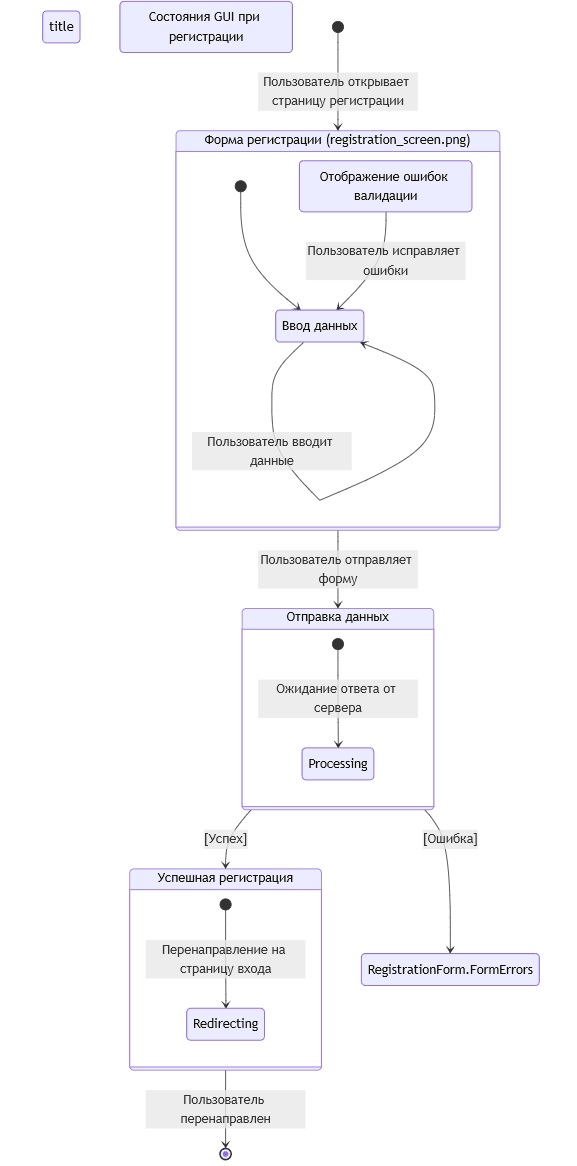 title
Состояния GUI при
регистрации
Пользователь открывает
страницу регистрации
Форма регистрации (registration_screen.png)
Отображение ошибок
валидации
Пользователь исправляет
ошибки
Ввод данных
Пользователь вводит
данные
Пользователь отправляет
форму
Отправка данных
Ожидание ответа от
сервера
Processing
[Успех]
[Ошибка]
Успешная регистрация
Перенаправление на
страницу входа
RegistrationForm.FormErrors
Redirecting
Пользователь
перенаправлен